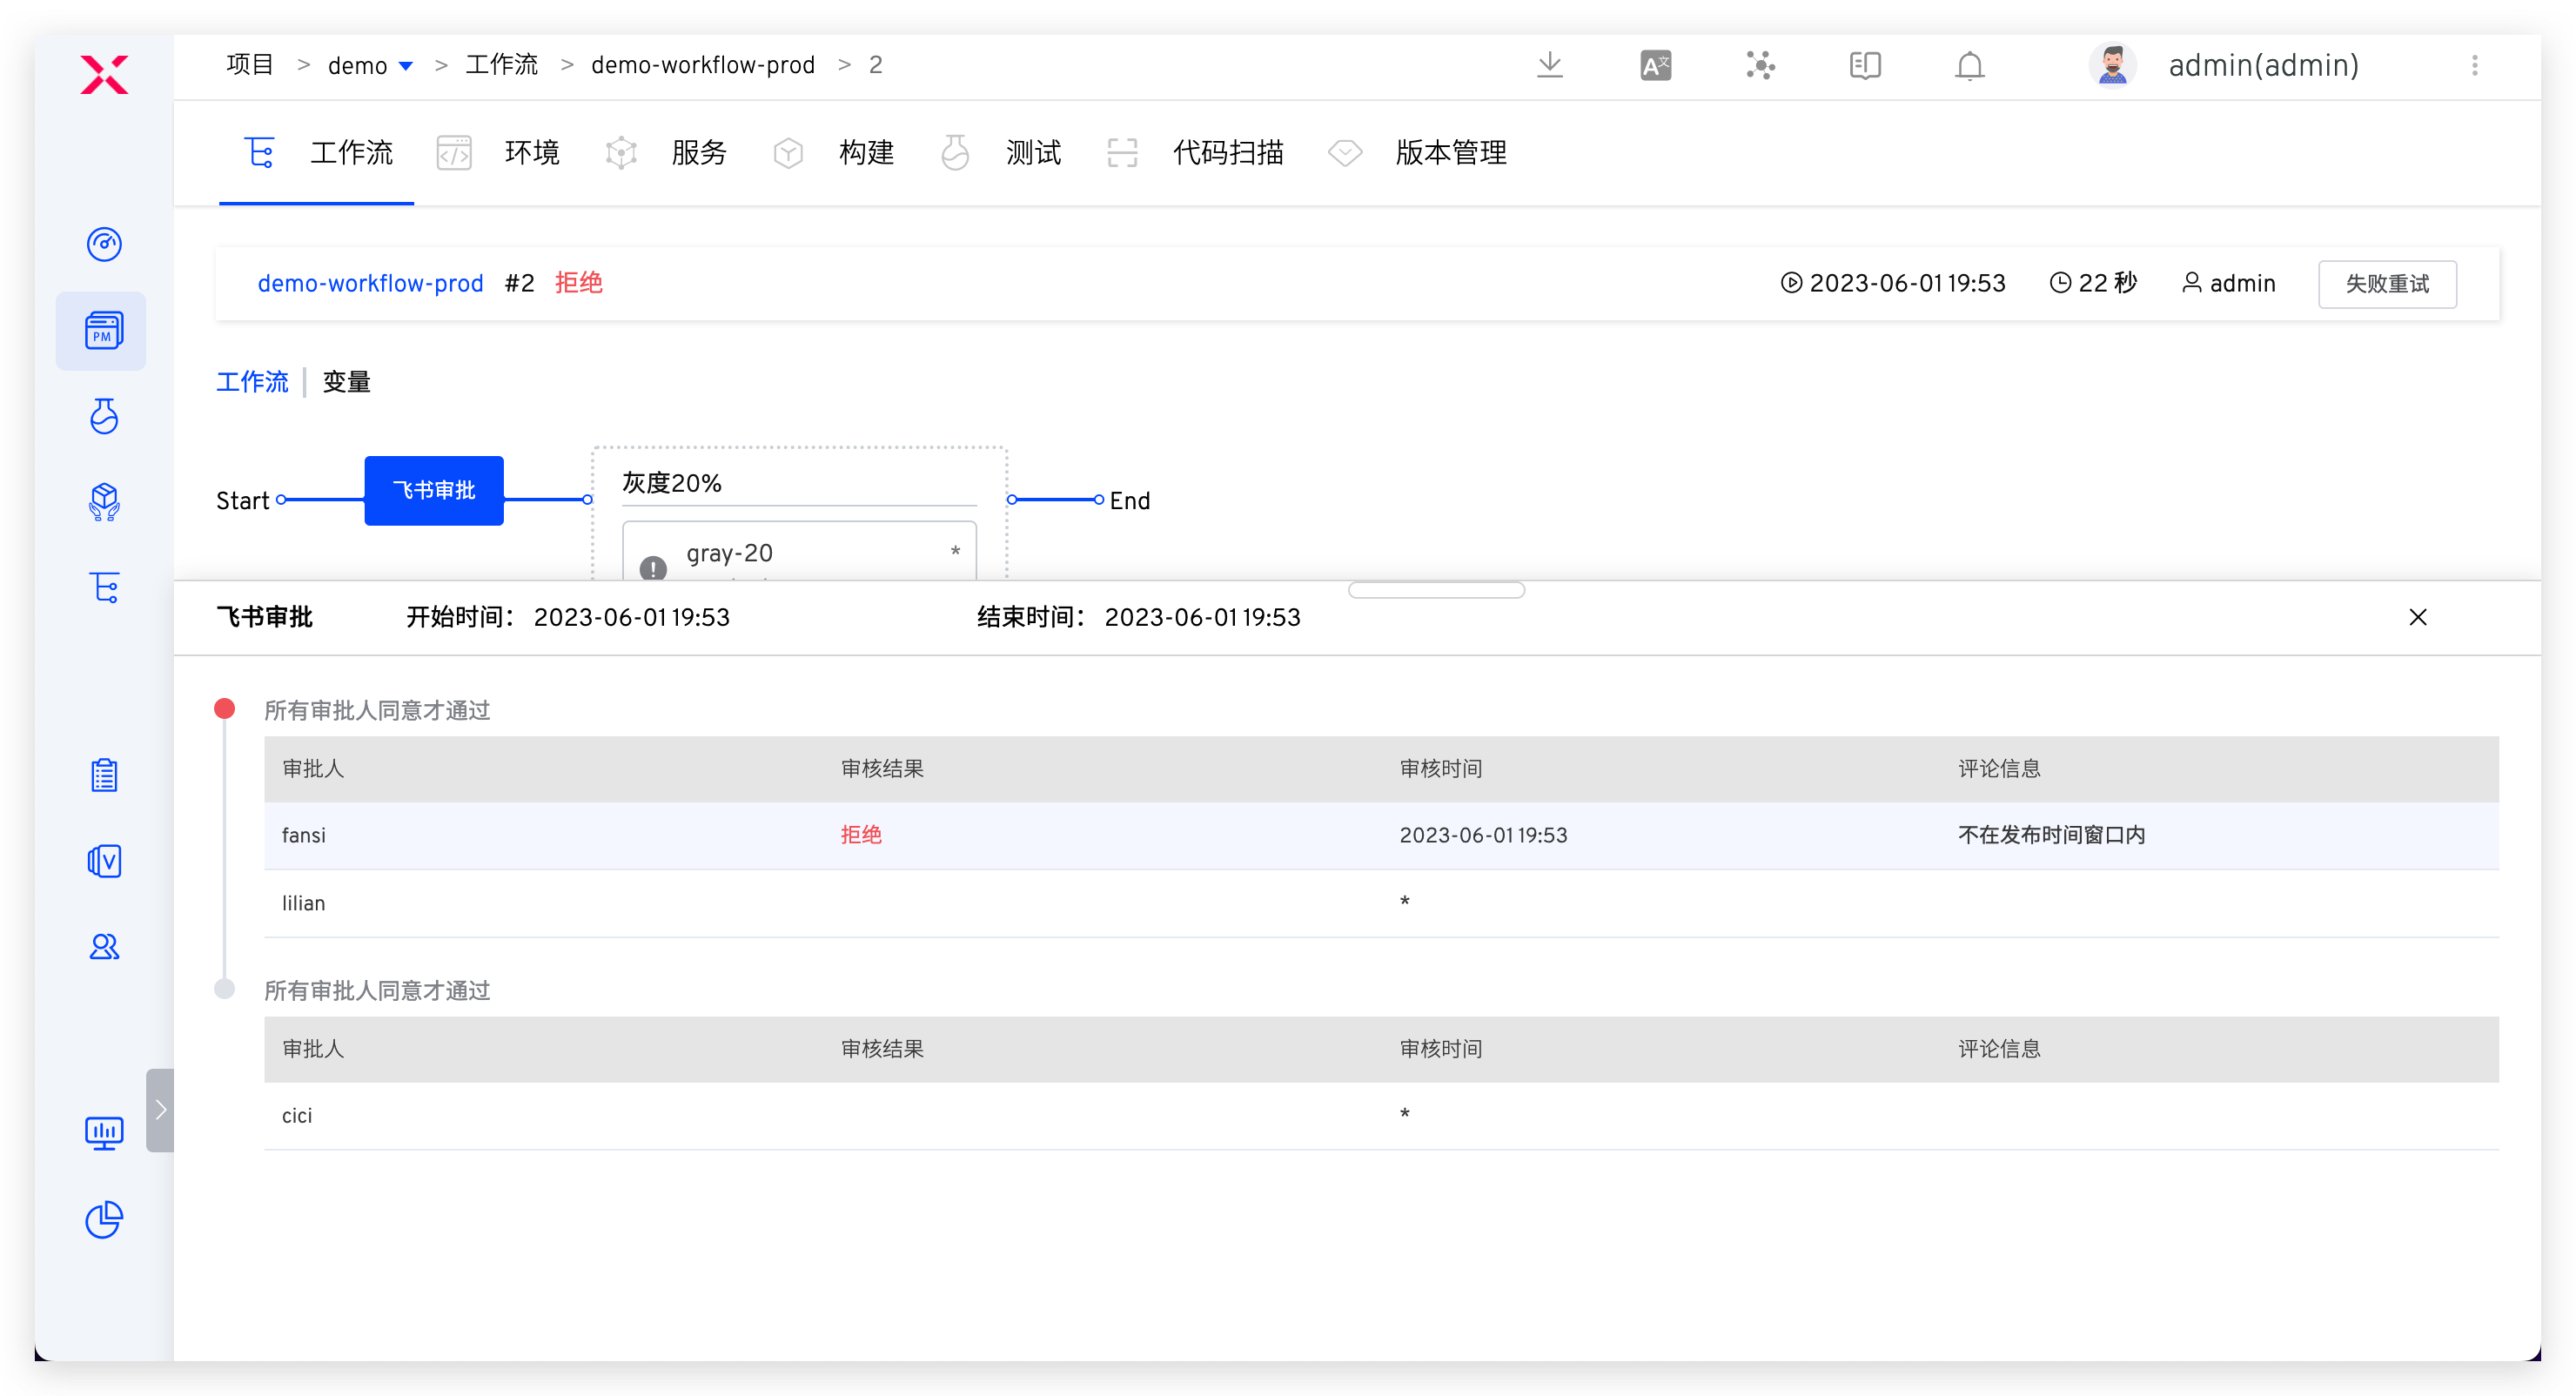 项目 > demo > 工作流 > demo-workflow-prod > 2
admin(admin)
工作流 环境 服务 构建 测试 代码扫描 版本管理
PM
demo-workflow-prod #2 拒绝 2023-06-01 19:53 22 秒 admin 失败重试
工作流 变量
Start 飞书审批 灰度20% End
gray-20 *
飞书审批 开始时间： 2023-06-01 19:53 结束时间： 2023-06-01 19:53
所有审批人同意才通过
审批人 审核结果 审核时间 评论信息
fansi 拒绝 2023-06-01 19:53 不在发布时间窗口内
lilian *
所有审批人同意才通过
审批人 审核结果 审核时间 评论信息
cici *